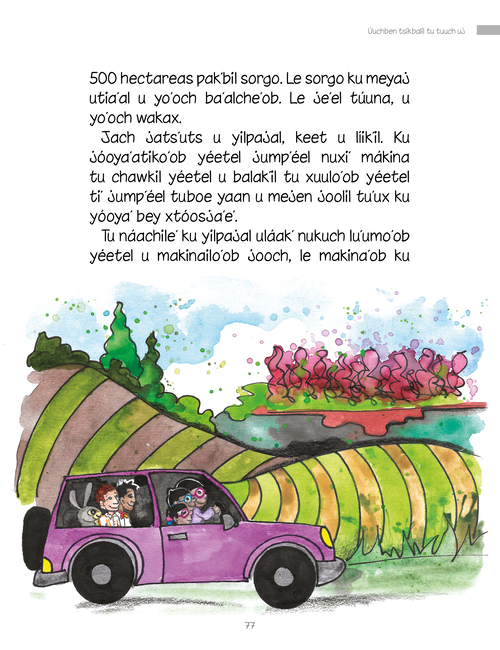 Úuchben tsikbalil tu tuuch uj
500 hectareas pak'bil sorgo. Le sorgo ku meyaj
utia'al u yo'och ba'alche'ob. Le je'el túuna, u
yo'och wakax.
Jach jats'uts u yilpajal, keet u líikil. Ku
jóoya'atiko'ob yéetel jump'éel nuxi' mákina
tu chawkil yéetel u balakil tu xuulo'ob yéetel
ti' jump'éel tuboe yaan u mejen joolil tu'ux ku
yóoya' bey xtóosja'e'.
Tu náachile' ku yilpajal uláak' nukuch lu'umo'ob
yéetel u makinailo'ob jooch, le makina'ob ku
77